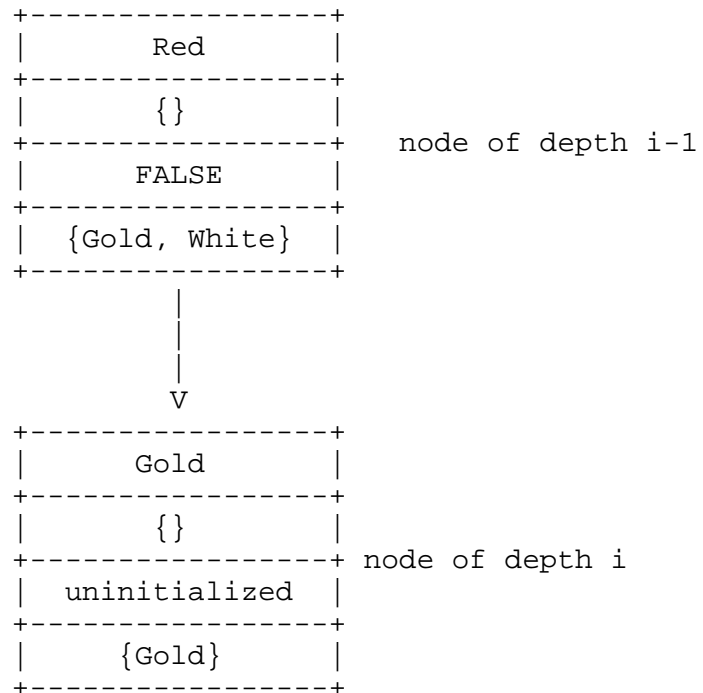 Red
{}
node of depth i-1
FALSE
{Gold, White}
V
Gold
{}
node of depth i
uninitialized
{Gold}